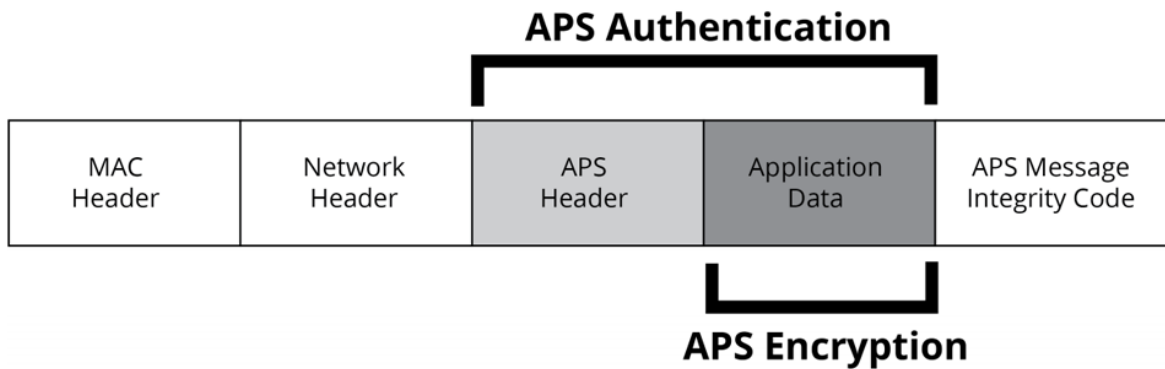 APS Authentication
MAC
Header
Network
Header
APS
Header
Application
Data
APS Message
Integrity Code
APS Encryption